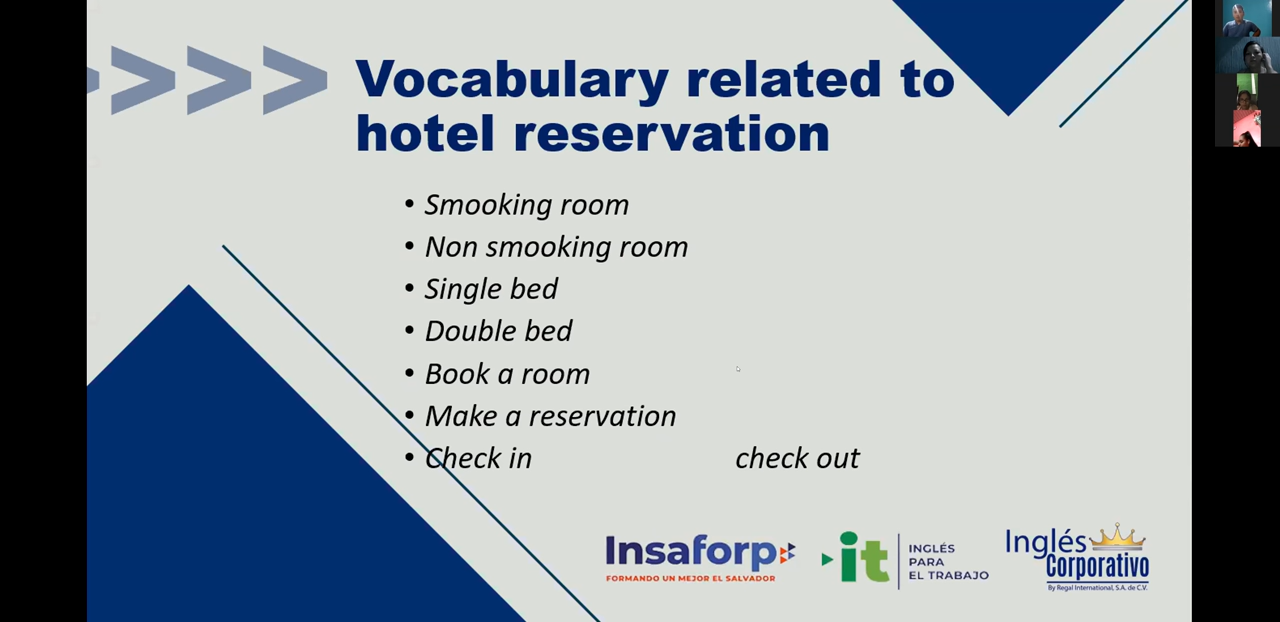 Vocabulary related to
hotel reservation
• Smooking room
• Non smooking room
• Single bed
• Double bed
• Book a room
• Make a reservation
• Check in check out
Insaforp
FORMANDO UN MEJOR EL SALVADOR
it
INGLÉS
PARA
EL TRABAJO
Inglés
Corporativo
By Regal International, S.A. de C.V.